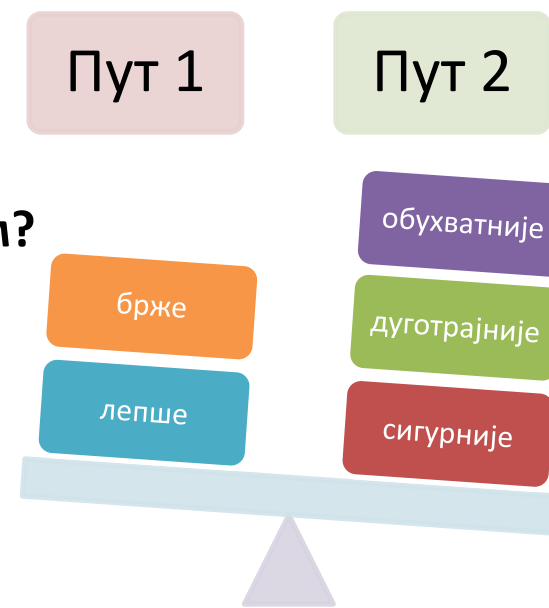 Пут 1
Пут 2
?
обухватније
брже
дуготрајније
лепше
сигурније